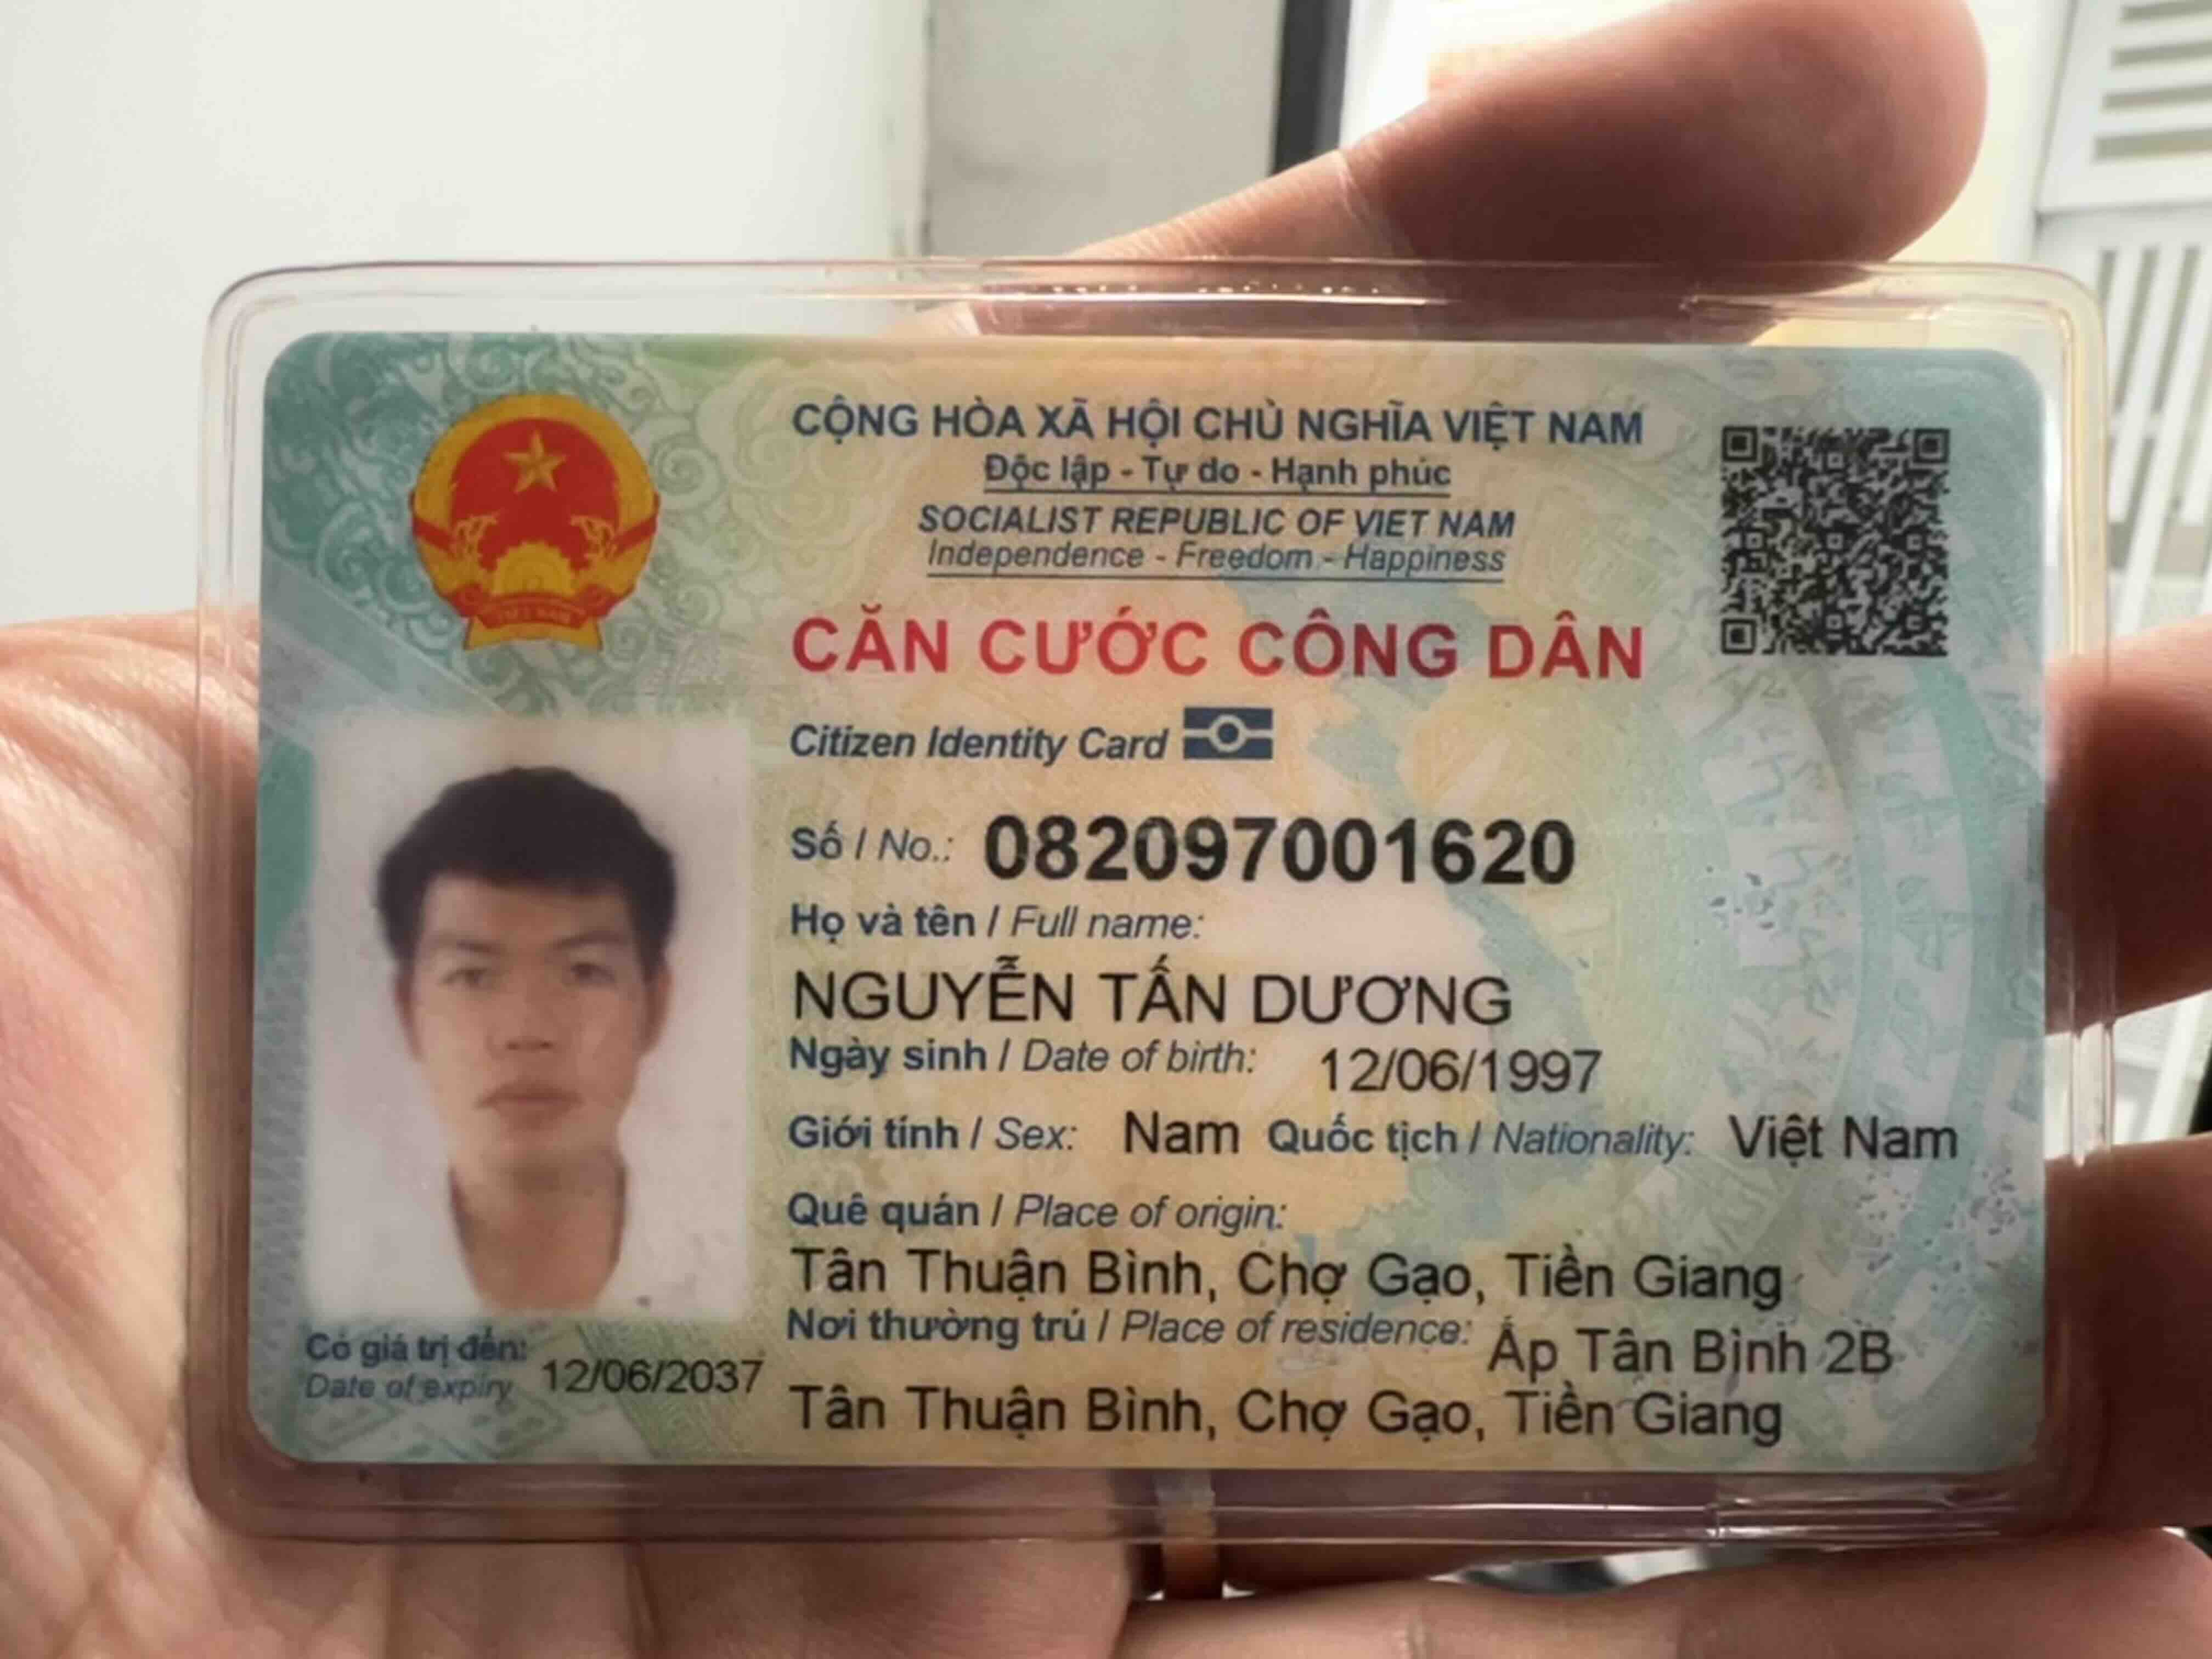 CỘNG HÒA XÃ HỘI CHỦ NGHĨA VIỆT NAM
Độc lập - Tự do - Hạnh phúc
SOCIALIST REPUBLIC OF VIET NAM
Independence - Freedom - Happiness
CĂN CƯỚC CÔNG DÂN
Citizen Identity Card
Số / No.: 082097001620
Họ và tên / Full name:
NGUYỄN TẤN DƯƠNG
Ngày sinh / Date of birth: 12/06/1997
Giới tính / Sex: Nam Quốc tịch / Nationality: Việt Nam
Quê quán / Place of origin:
Tân Thuận Bình, Chợ Gạo, Tiền Giang
Nơi thường trú / Place of residence: Ấp Tân Bình 2B
Tân Thuận Bình, Chợ Gạo, Tiền Giang
Có giá trị đến: 12/06/2037
Date of expiry